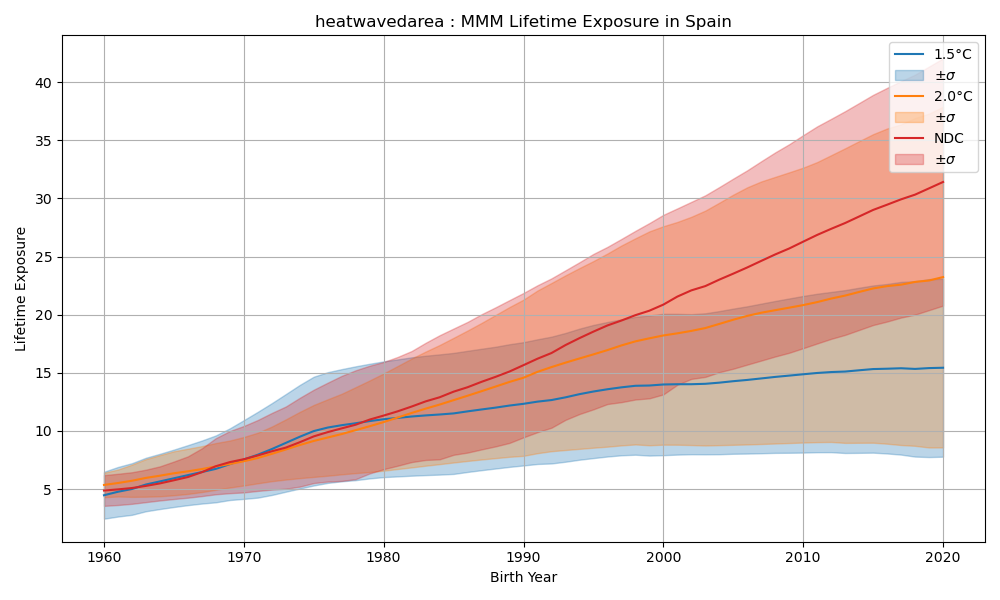 heatwavedarea : MMM Lifetime Exposure in Spain
1.5°C
±σ
2.0°C
±σ
NDC
±σ
Lifetime Exposure
40
35
30
25
20
15
10
5
1960 1970 1980 1990 2000 2010 2020
Birth Year